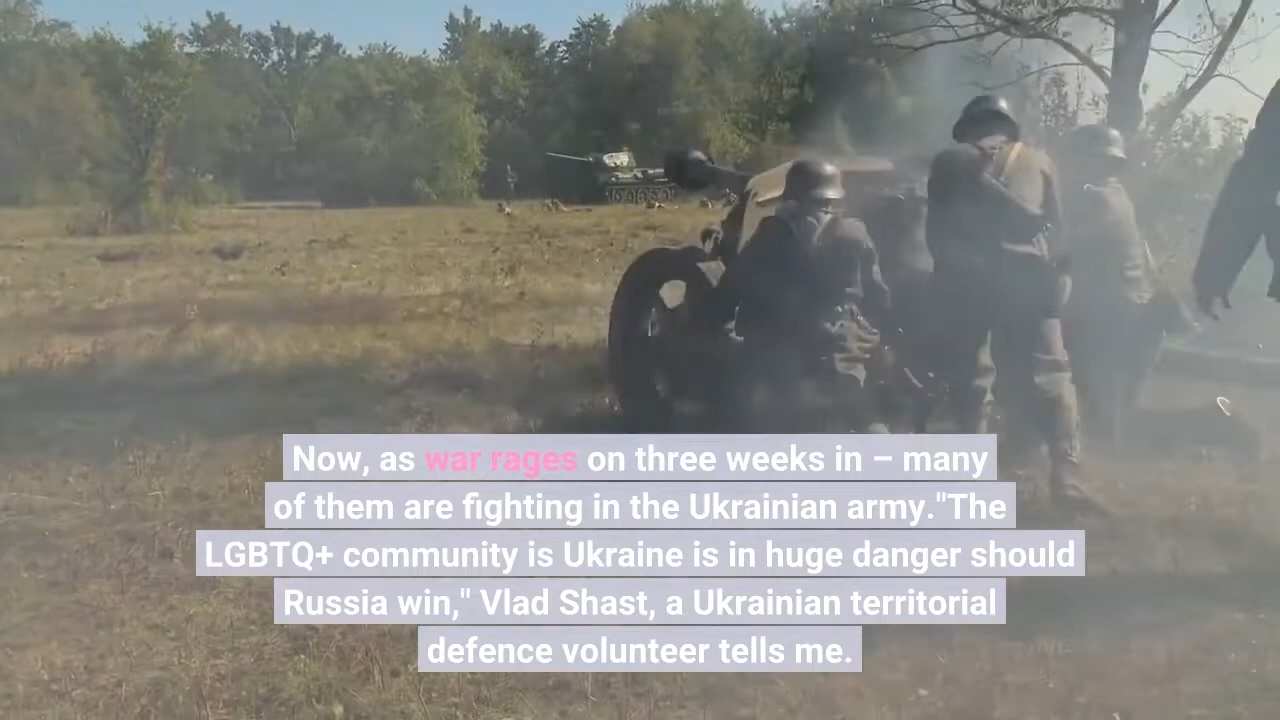 Now, as war rages on three weeks in – many
of them are fighting in the Ukrainian army."The
LGBTQ+ community is Ukraine is in huge danger should
Russia win," Vlad Shast, a Ukrainian territorial
defence volunteer tells me.